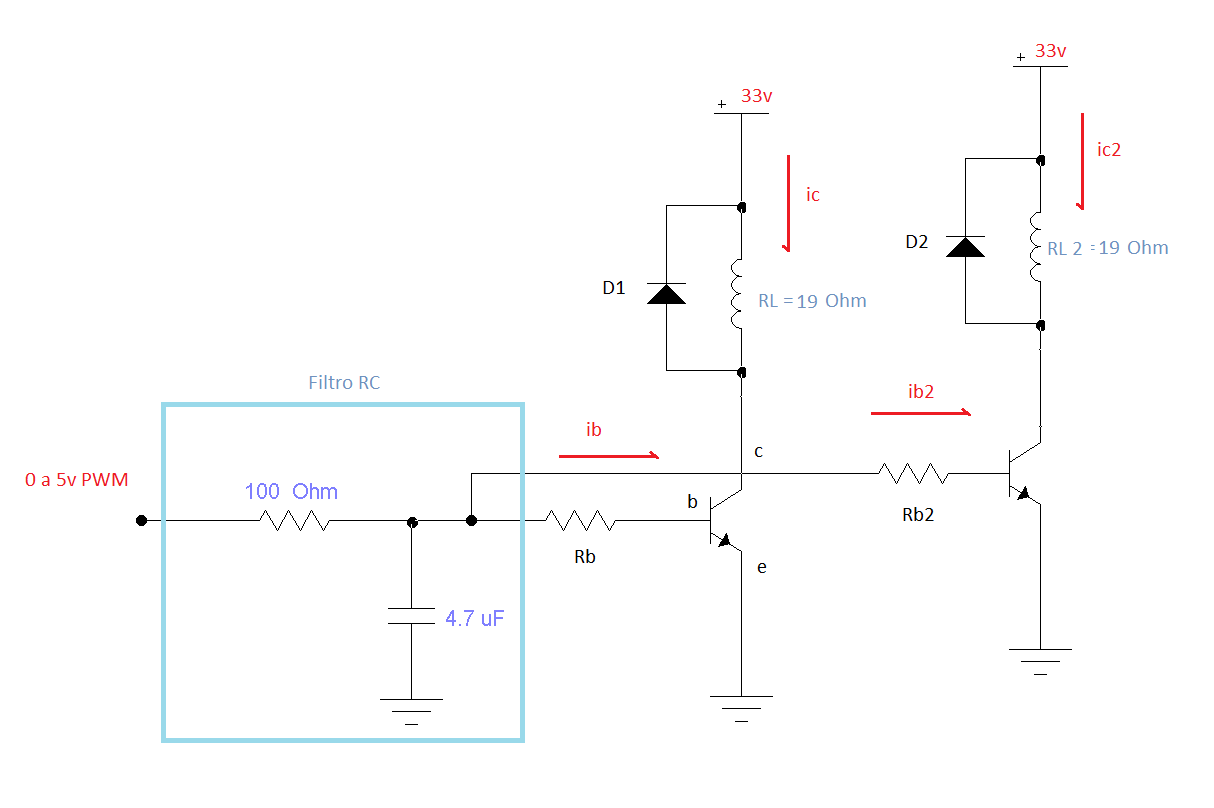 + 33v
ic2
+ 33v
ic
D2
RL 2 = 19 Ohm
D1
RL = 19 Ohm
Filtro RC
ib2
ib
c
0 a 5v PWM
100 Ohm
b
Rb2
Rb
e
4.7 uF